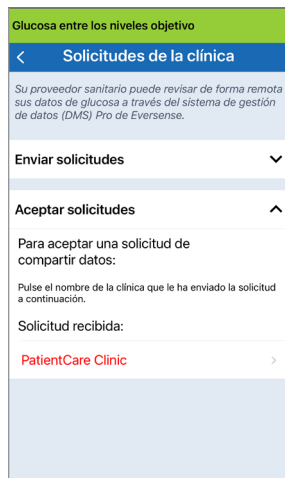 Glucosa entre los niveles objetivo
Solicitudes de la clínica
Su proveedor sanitario puede revisar de forma remota
sus datos de glucosa a través del sistema de gestión
de datos (DMS) Pro de Eversense.
Enviar solicitudes
Aceptar solicitudes
Para aceptar una solicitud de
compartir datos:
Pulse el nombre de la clínica que le ha enviado la solicitud
a continuación.
Solicitud recibida:
PatientCare Clinic